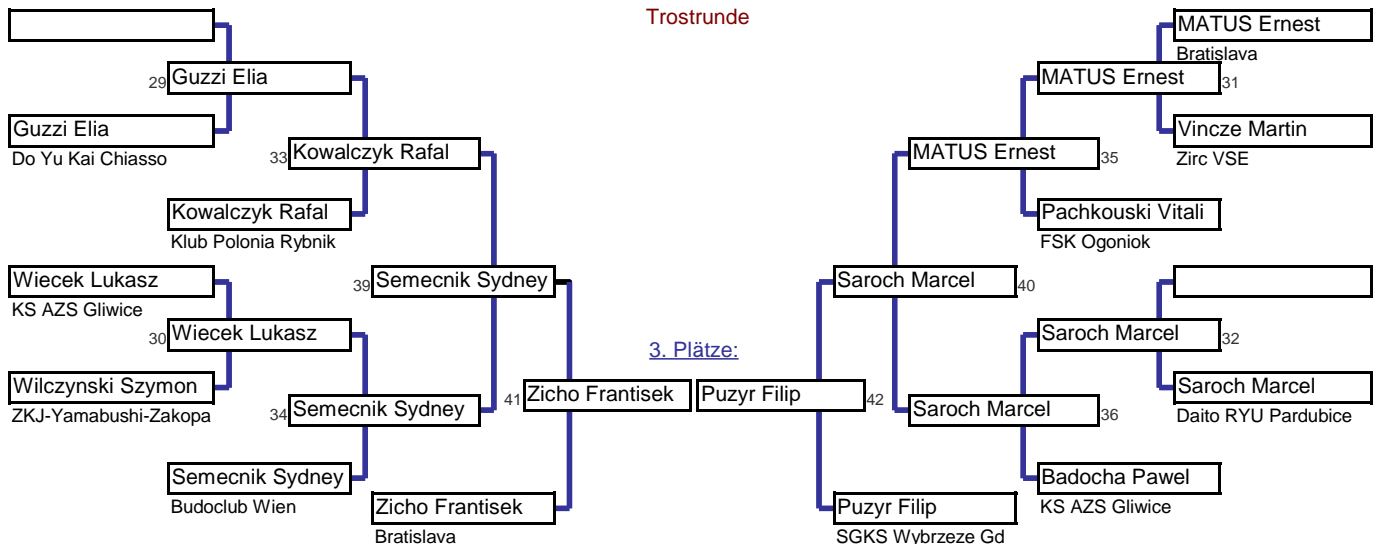 Trostrunde
MATUS Ernest
Bratislava
29 Guzzi Elia
MATUS Ernest 31
Guzzi Elia
Do Yu Kai Chiasso
Vincze Martin
Zirc VSE
33 Kowalczyk Rafal
MATUS Ernest 35
Kowalczyk Rafal
Klub Polonia Rybnik
Pachkouski Vitali
FSK Ogoniok
Wiecek Lukasz
KS AZS Gliwice
39 Semecnik Sydney
Saroch Marcel 40
30 Wiecek Lukasz
Saroch Marcel 32
3. Plätze:
Wilczynski Szymon
ZKJ-Yamabushi-Zakopa
41 Zicho Frantisek
Puzyr Filip 42
Saroch Marcel
Daito RYU Pardubice
34 Semecnik Sydney
Saroch Marcel 36
Semecnik Sydney
Budoclub Wien
Badocha Pawel
KS AZS Gliwice
Zicho Frantisek
Bratislava
Puzyr Filip
SGKS Wybrzeze Gd